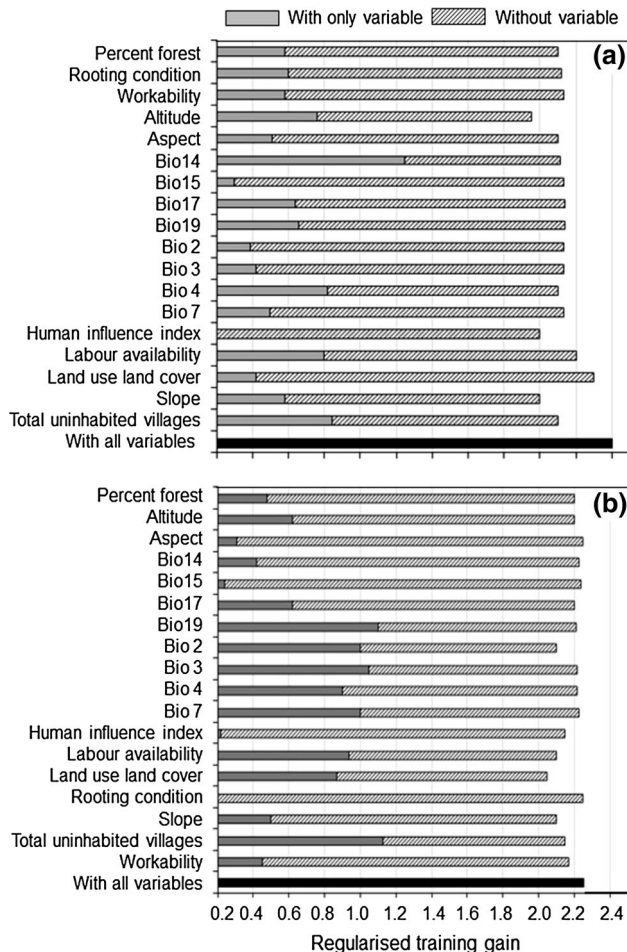 With only variable Without variable
(a)
Percent forest
Rooting condition
Workability
Altitude
Aspect
Bio14
Bio15
Bio17
Bio19
Bio 2
Bio 3
Bio 4
Bio 7
Human influence index
Labour availability
Land use land cover
Slope
Total uninhabited villages
With all variables
(b)
Percent forest
Altitude
Aspect
Bio14
Bio15
Bio17
Bio19
Bio 2
Bio 3
Bio 4
Bio 7
Human influence index
Labour availability
Land use land cover
Rooting condition
Slope
Total uninhabited villages
Workability
With all variables
0.2 0.4 0.6 0.8 1.0 1.2 1.4 1.6 1.8 2.0 2.2 2.4
Regularised training gain